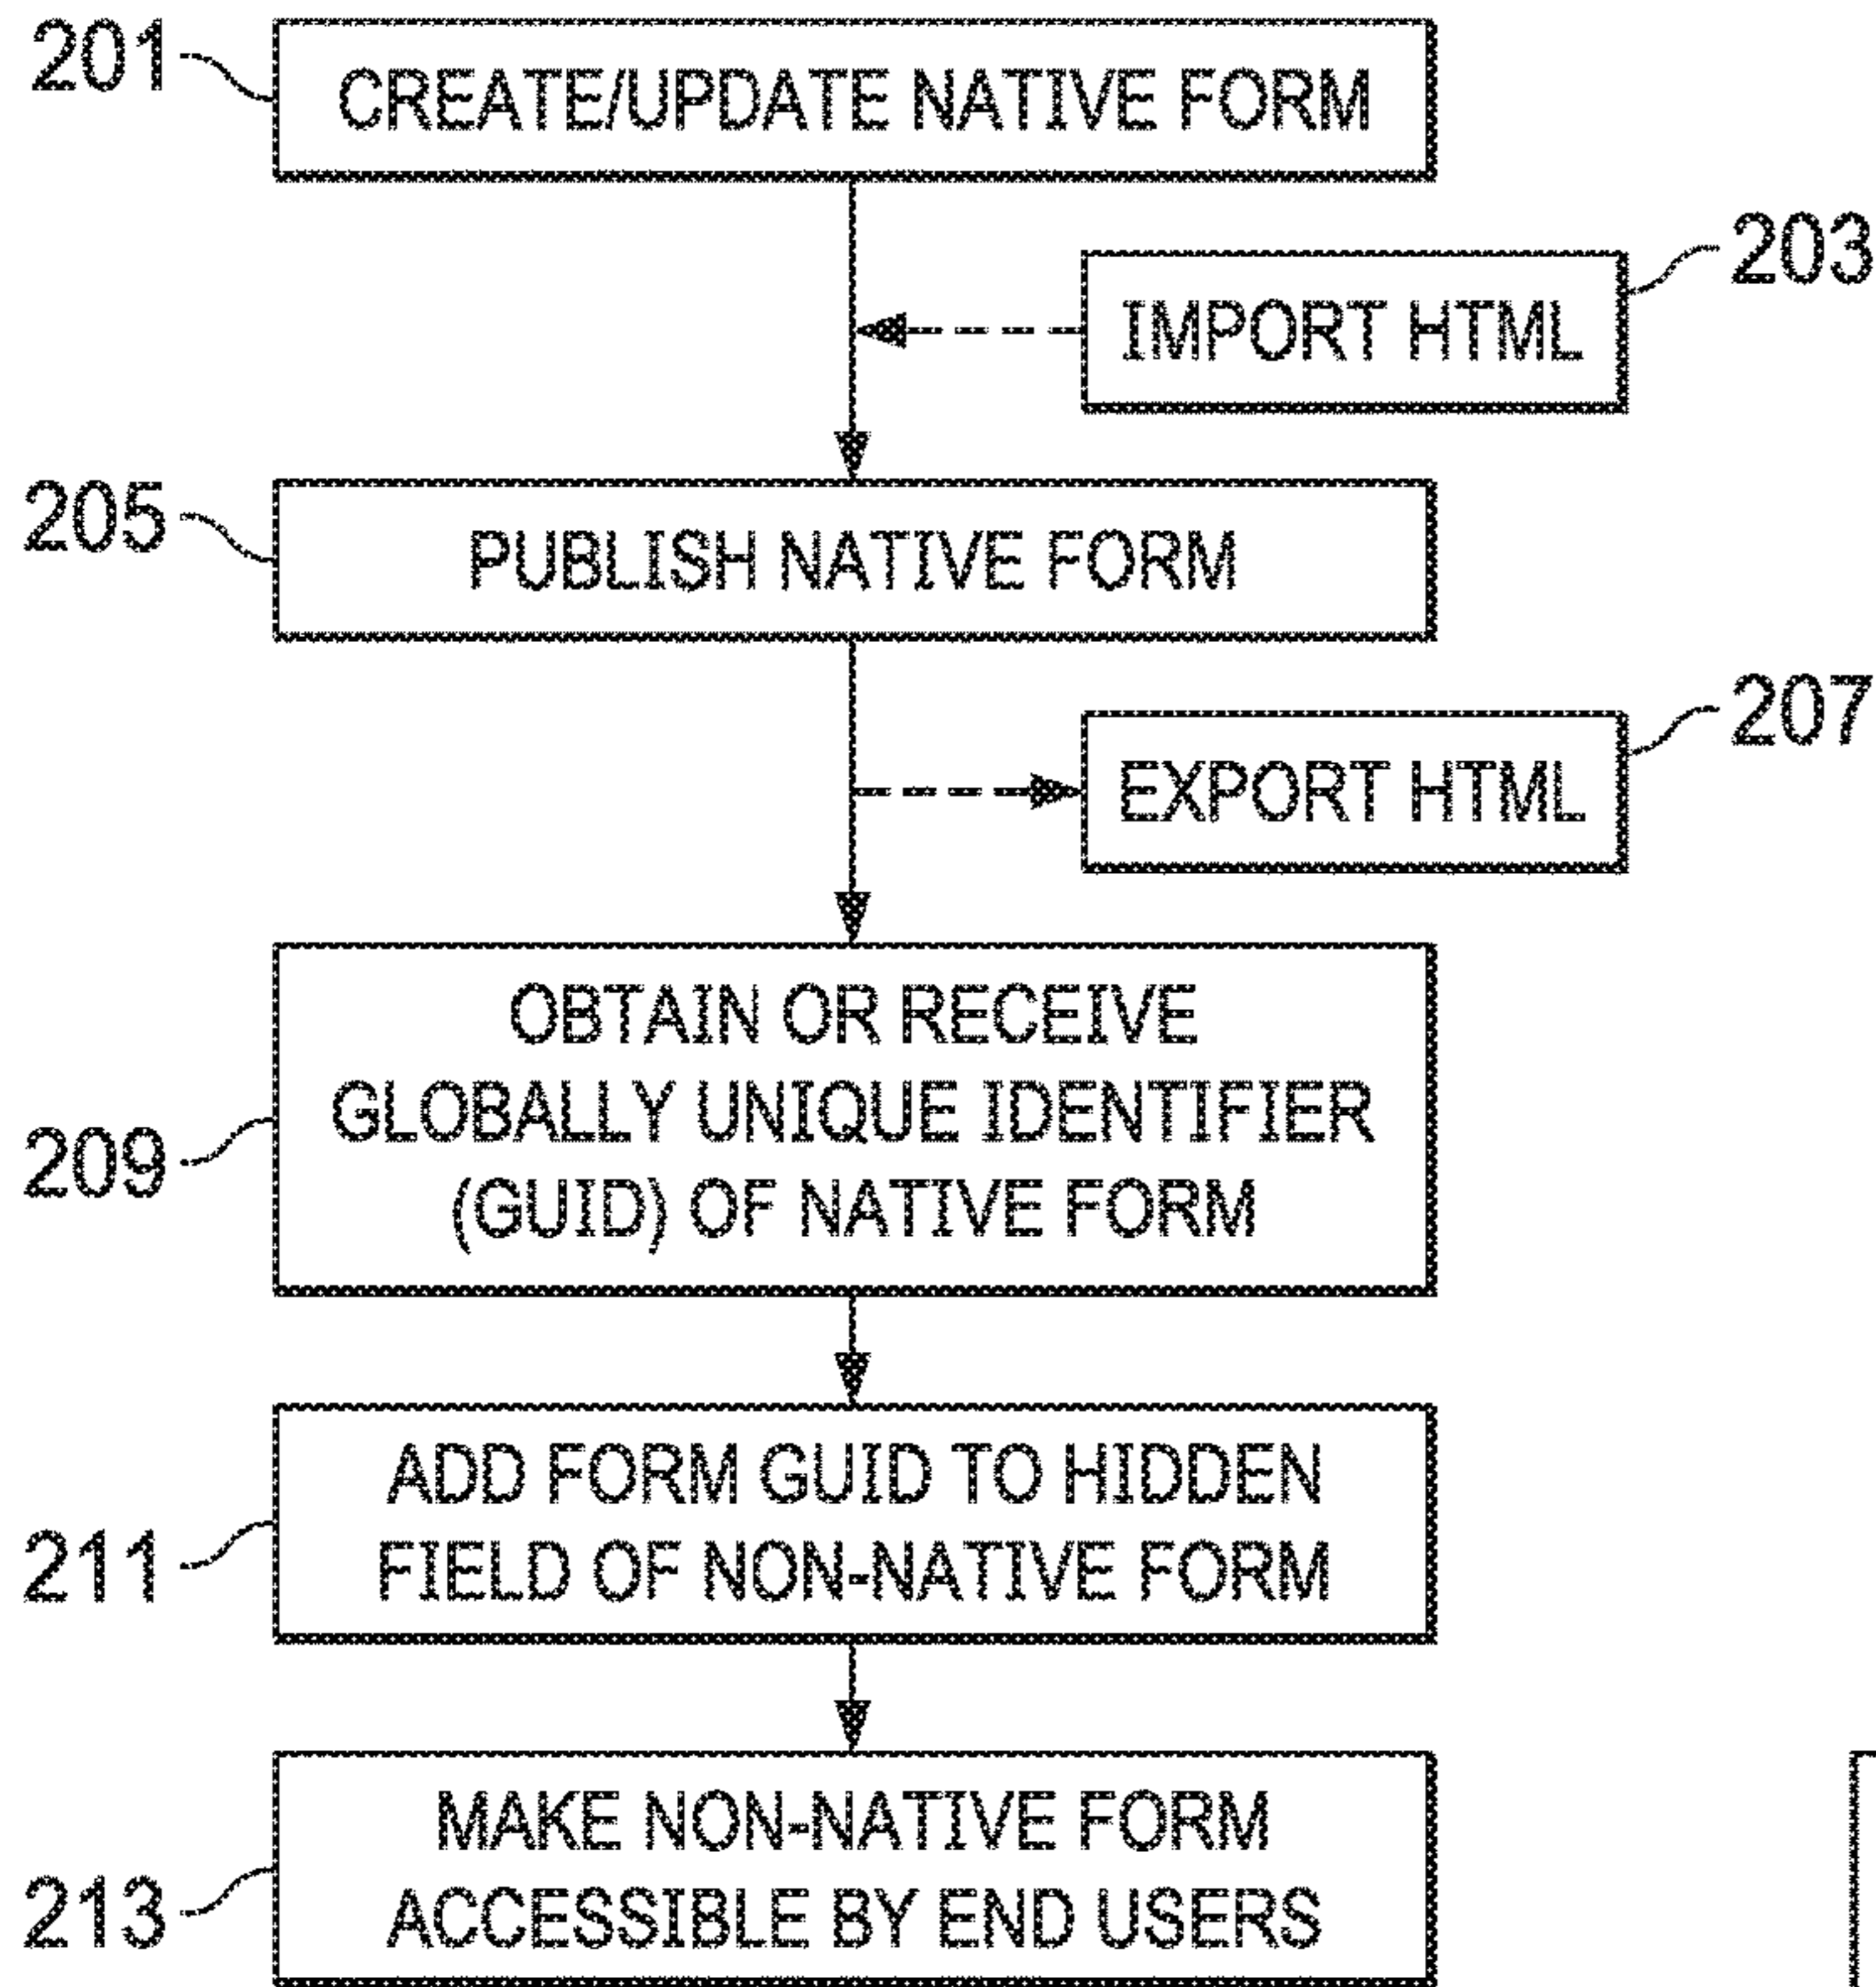 201
CREATE/UPDATE NATIVE FORM
203
IMPORT HTML
205
PUBLISH NATIVE FORM
207
EXPORT HTML
209
OBTAIN OR RECEIVE
GLOBALLY UNIQUE IDENTIFIER
(GUID) OF NATIVE FORM
211
ADD FORM GUID TO HIDDEN
FIELD OF NON-NATIVE FORM
213
MAKE NON-NATIVE FORM
ACCESSIBLE BY END USERS